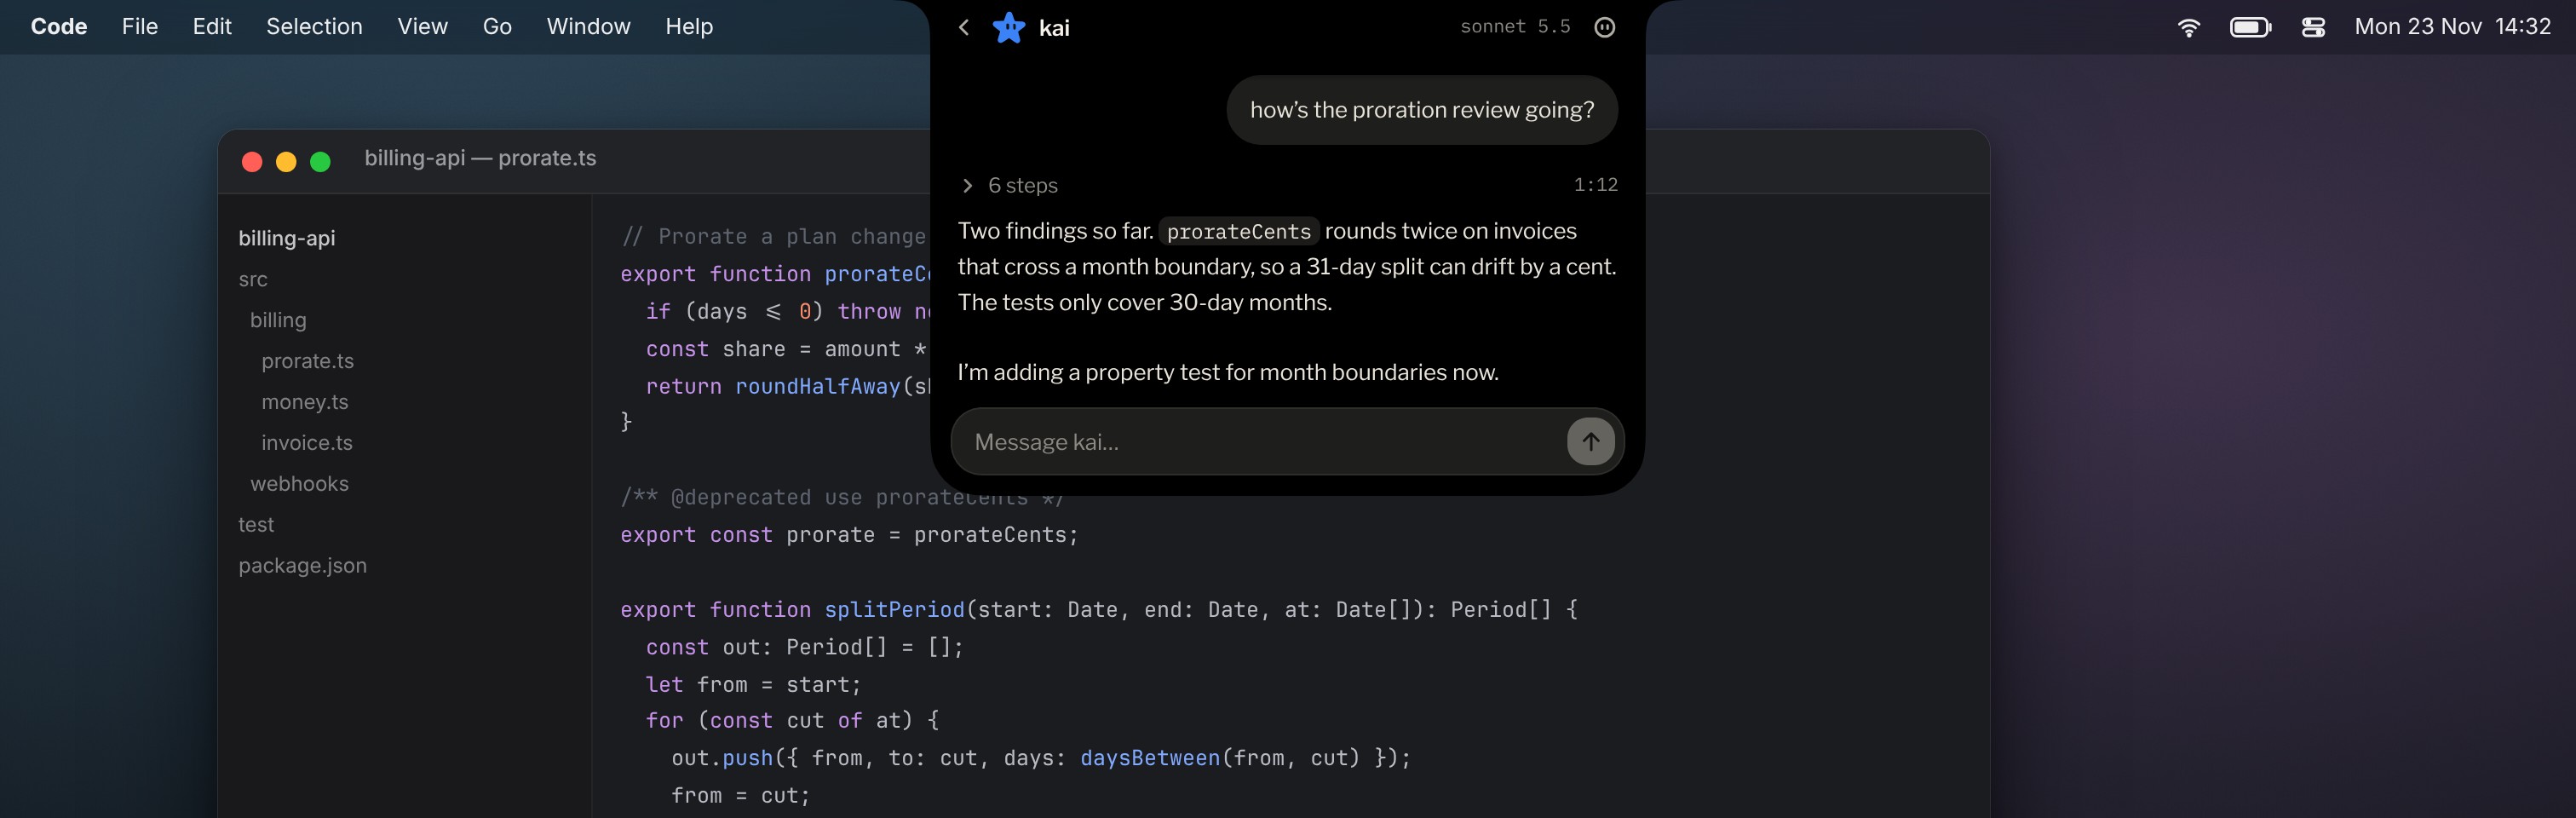 Code File Edit Selection View Go Window Help
Mon 23 Nov 14:32
kai
sonnet 5.5
how’s the proration review going?
6 steps
1:12
Two findings so far. prorateCents rounds twice on invoices
that cross a month boundary, so a 31-day split can drift by a cent.
The tests only cover 30-day months.
I’m adding a property test for month boundaries now.
Message kai…
billing-api — prorate.ts
billing-api
src
billing
prorate.ts
money.ts
invoice.ts
webhooks
test
package.json
// Prorate a plan change
export function
if (days <= 0) throw
const share = amount *
return roundHalfAway(
}
/** @deprecated use prorateCents */
export const prorate = prorateCents;
export function splitPeriod(start: Date, end: Date, at: Date[]): Period[] {
const out: Period[] = [];
let from = start;
for (const cut of at) {
out.push({ from, to: cut, days: daysBetween(from, cut) });
from = cut;